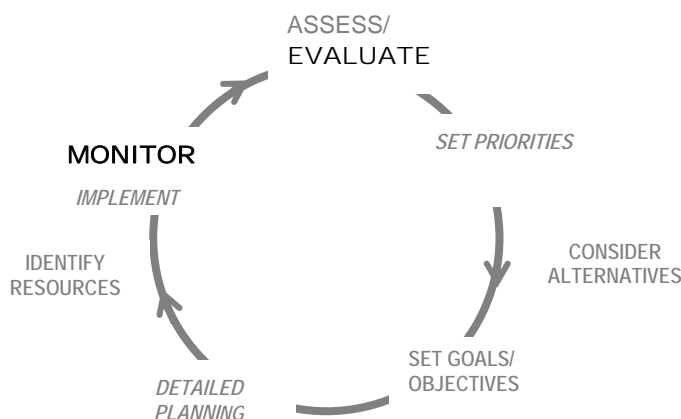 ASSESS/
EVALUATE
SET PRIORITIES
CONSIDER
ALTERNATIVES
SET GOALS/
OBJECTIVES
DETAILED
PLANNING
IDENTIFY
RESOURCES
IMPLEMENT
MONITOR